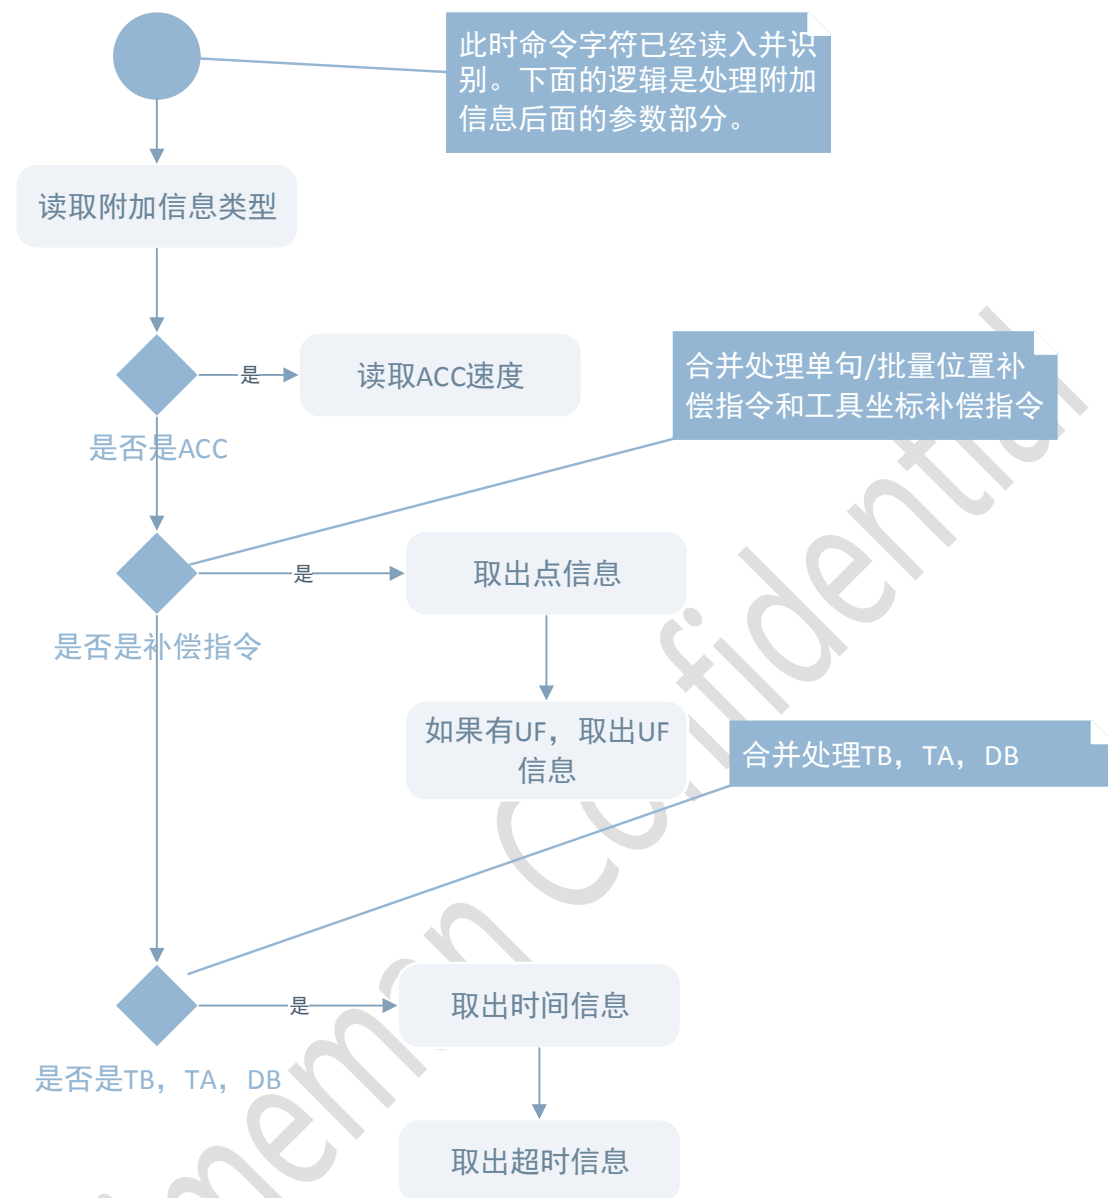 此时命令字符已经读入并识
别。下面的逻辑是处理附加
信息后面的参数部分。
读取附加信息类型
是
读取ACC速度
是否是ACC
合并处理单句/批量位置补
偿指令和工具坐标补偿指令
是
取出点信息
是否是补偿指令
如果有UF，取出UF
信息
合并处理TB，TA，DB
是
取出时间信息
是否是TB，TA，DB
取出超时信息
Confidential